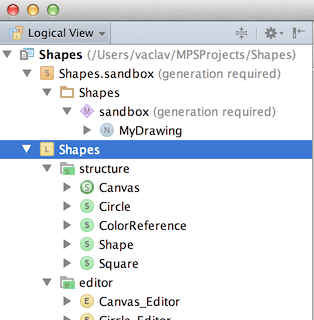 Logical View
Shapes (/Users/vaclav/MPSProjects/Shapes)
S Shapes.sandbox (generation required)
Shapes
M sandbox (generation required)
N MyDrawing
L Shapes
structure
S Canvas
S Circle
S ColorReference
S Shape
S Square
editor
E Canvas_Editor
E Circle_Editor